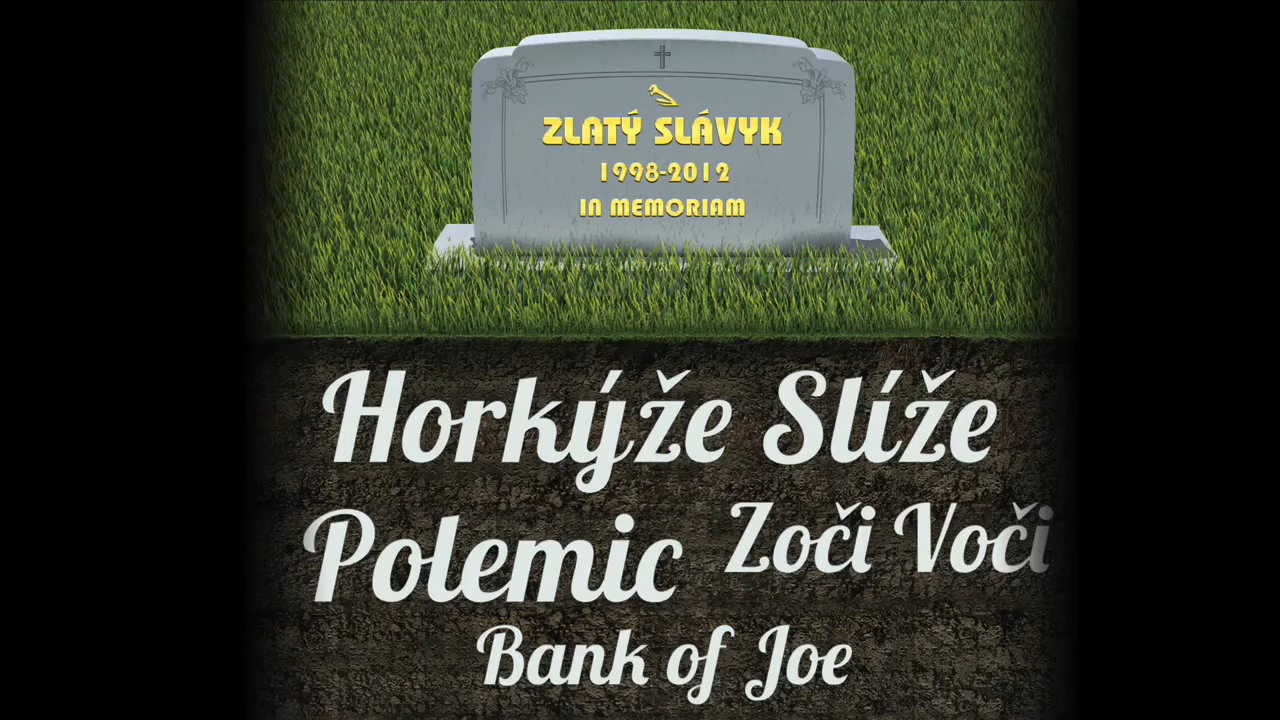 ZLATÝ SLÁVYK
1998-2012
IN MEMORIAM
Horkýže Slíže
Polemic
Zoči Voči
Bank of Joe